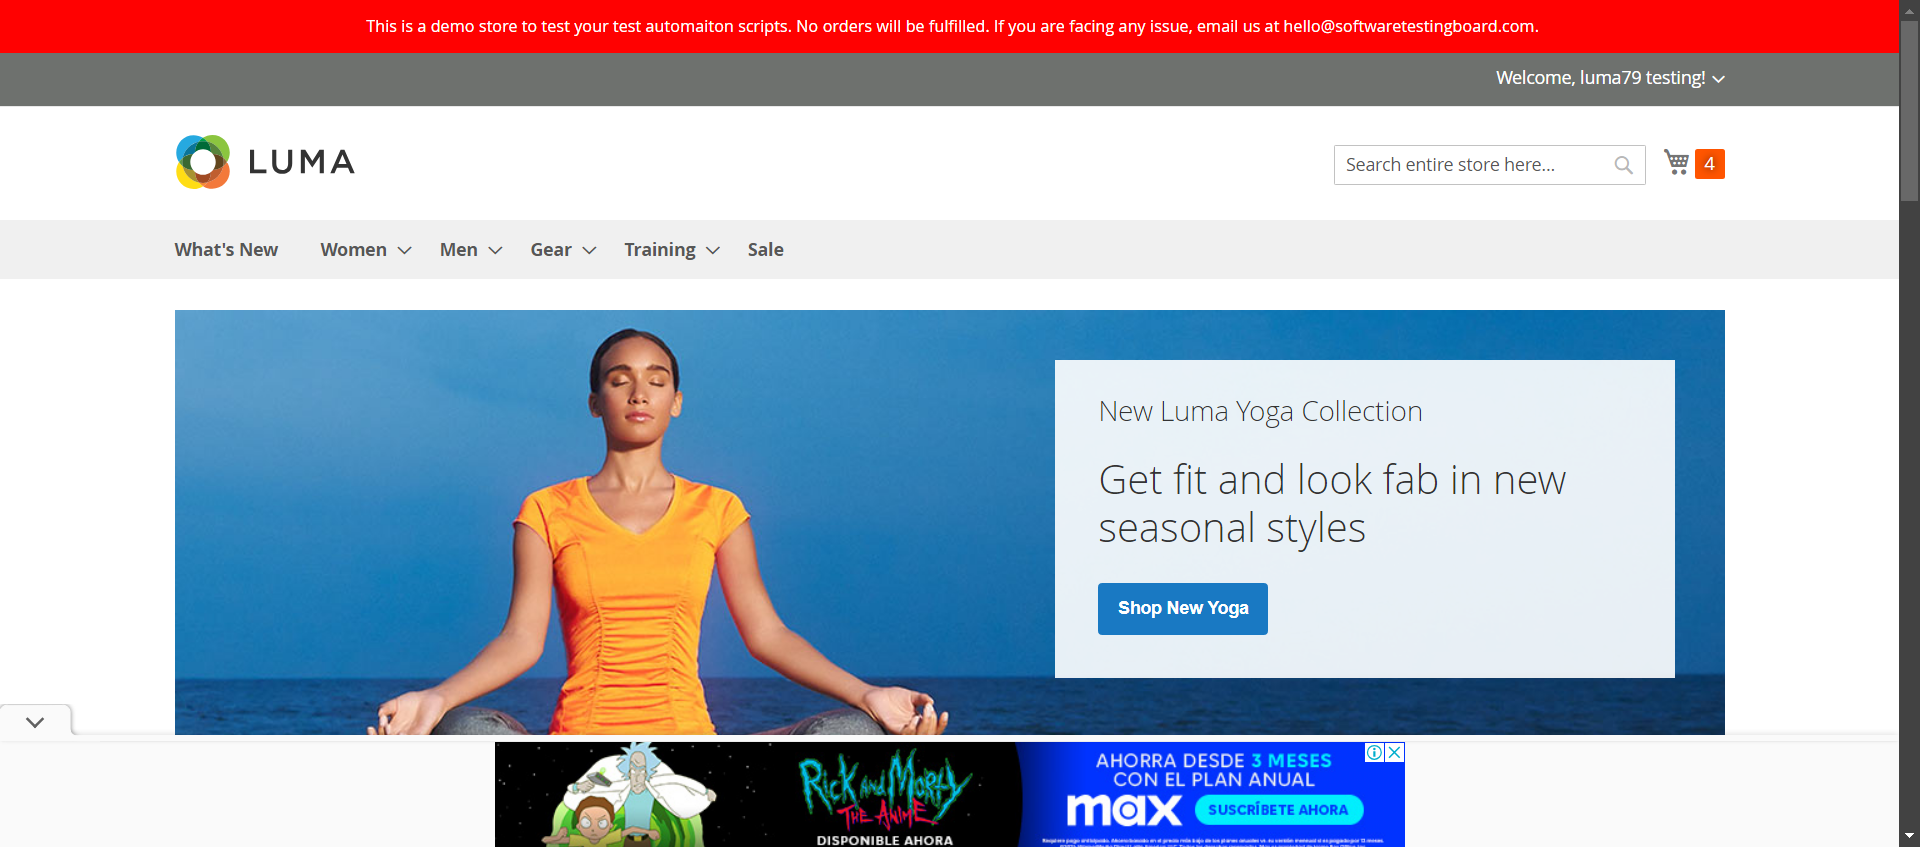 This is a demo store to test your test automaiton scripts. No orders will be fulfilled. If you are facing any issue, email us at hello@softwaretestingboard.com.
Welcome, luma79 testing!
LUMA
Search entire store here...
4
What's New Women Men Gear Training Sale
New Luma Yoga Collection
Get fit and look fab in new
seasonal styles
Shop New Yoga
RICK AND MORTY
THE ANIME
DISPONIBLE AHORA
AHORRA DESDE 3 MESES
CON EL PLAN ANUAL
max
SUSCRÍBETE AHORA